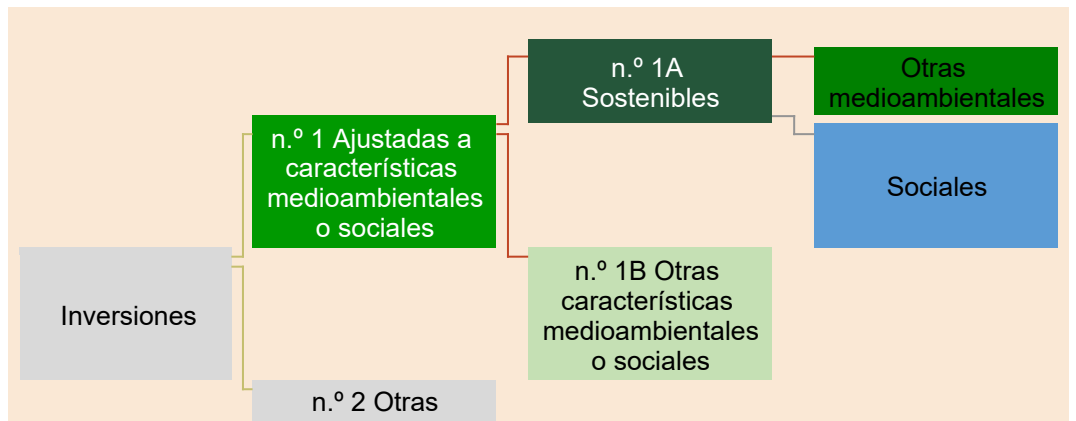 n.º 1A
Sostenibles
Otras
medioambientales
n.º 1 Ajustadas a
características
medioambientales
o sociales
Sociales
Inversiones
n.º 1B Otras
características
medioambientales
o sociales
n.º 2 Otras